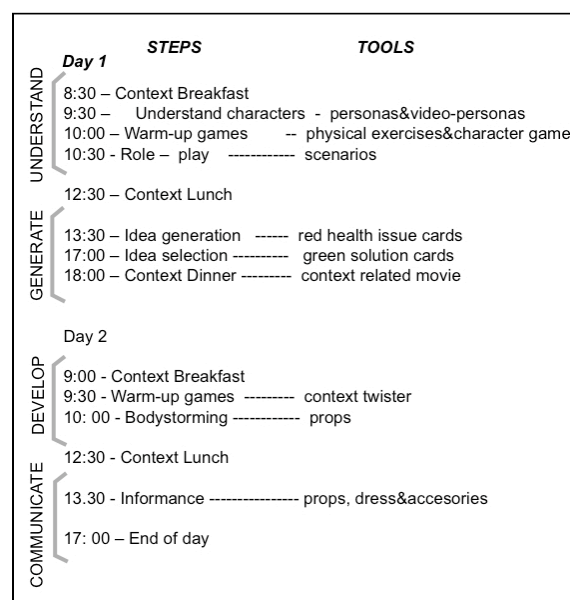 STEPS TOOLS
Day 1
UNDERSTAND
8:30 – Context Breakfast
9:30 – Understand characters - personas&video-personas
10:00 – Warm-up games -- physical exercises&character game
10:30 - Role – play ------------ scenarios
12:30 – Context Lunch
GENERATE
13:30 – Idea generation ------ red health issue cards
17:00 – Idea selection ---------- green solution cards
18:00 – Context Dinner --------- context related movie
Day 2
DEVELOP
9:00 - Context Breakfast
9:30 - Warm-up games --------- context twister
10: 00 - Bodystorming ------------ props
12:30 - Context Lunch
COMMUNICATE
13.30 - Informance ---------------- props, dress&accesories
17: 00 – End of day